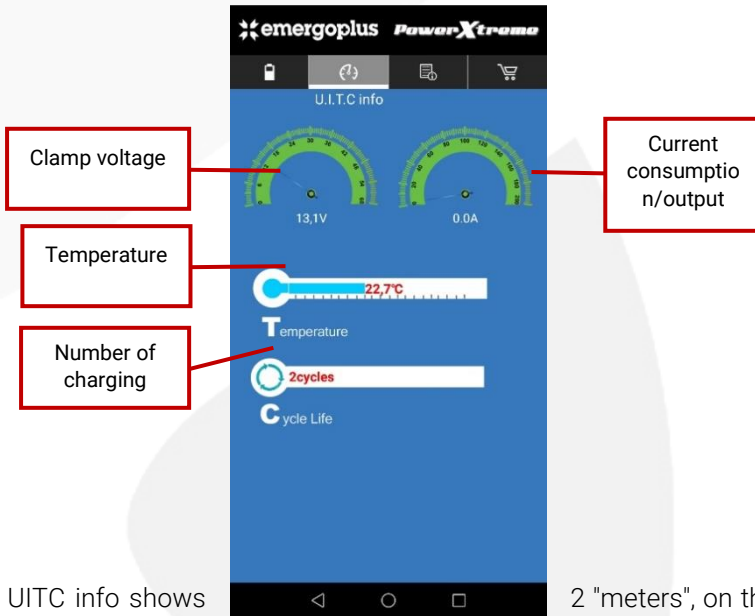 emergoplus PowerXtreme
U.I.T.C info
Clamp voltage
Current
consumptio
n/output
13,1V
0.0A
Temperature
22,7°C
Temperature
Number of
charging
2cycles
Cycle Life
UITC info shows
2 "meters", on th